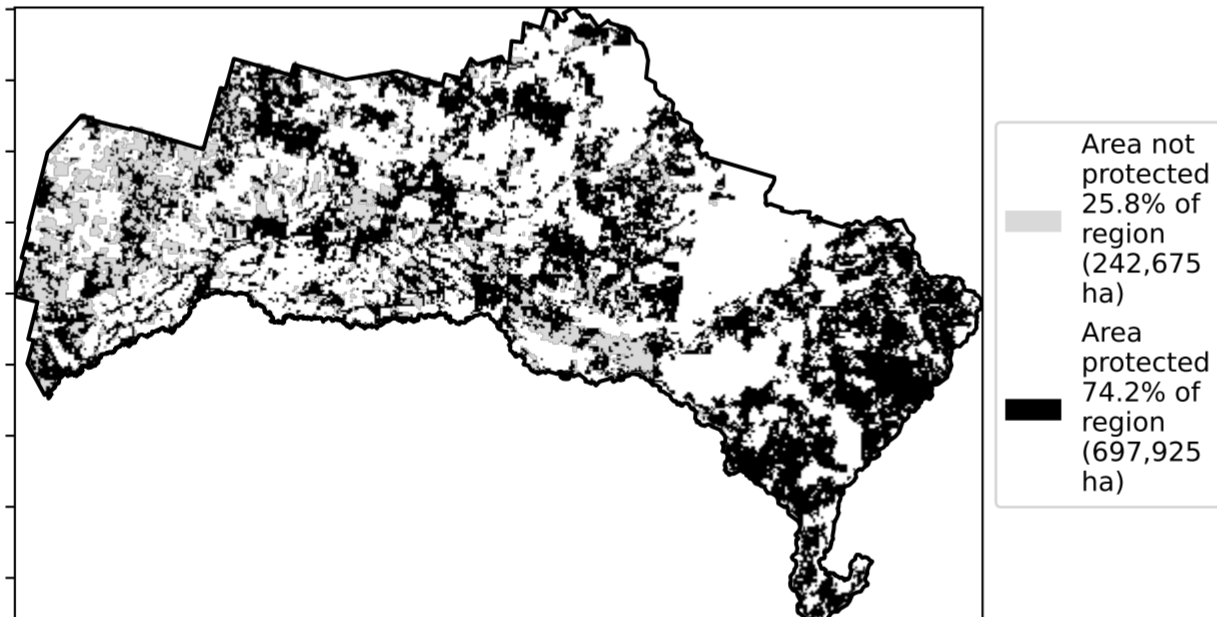 Area not
protected
25.8% of
region
(242,675
ha)
Area
protected
74.2% of
region
(697,925
ha)